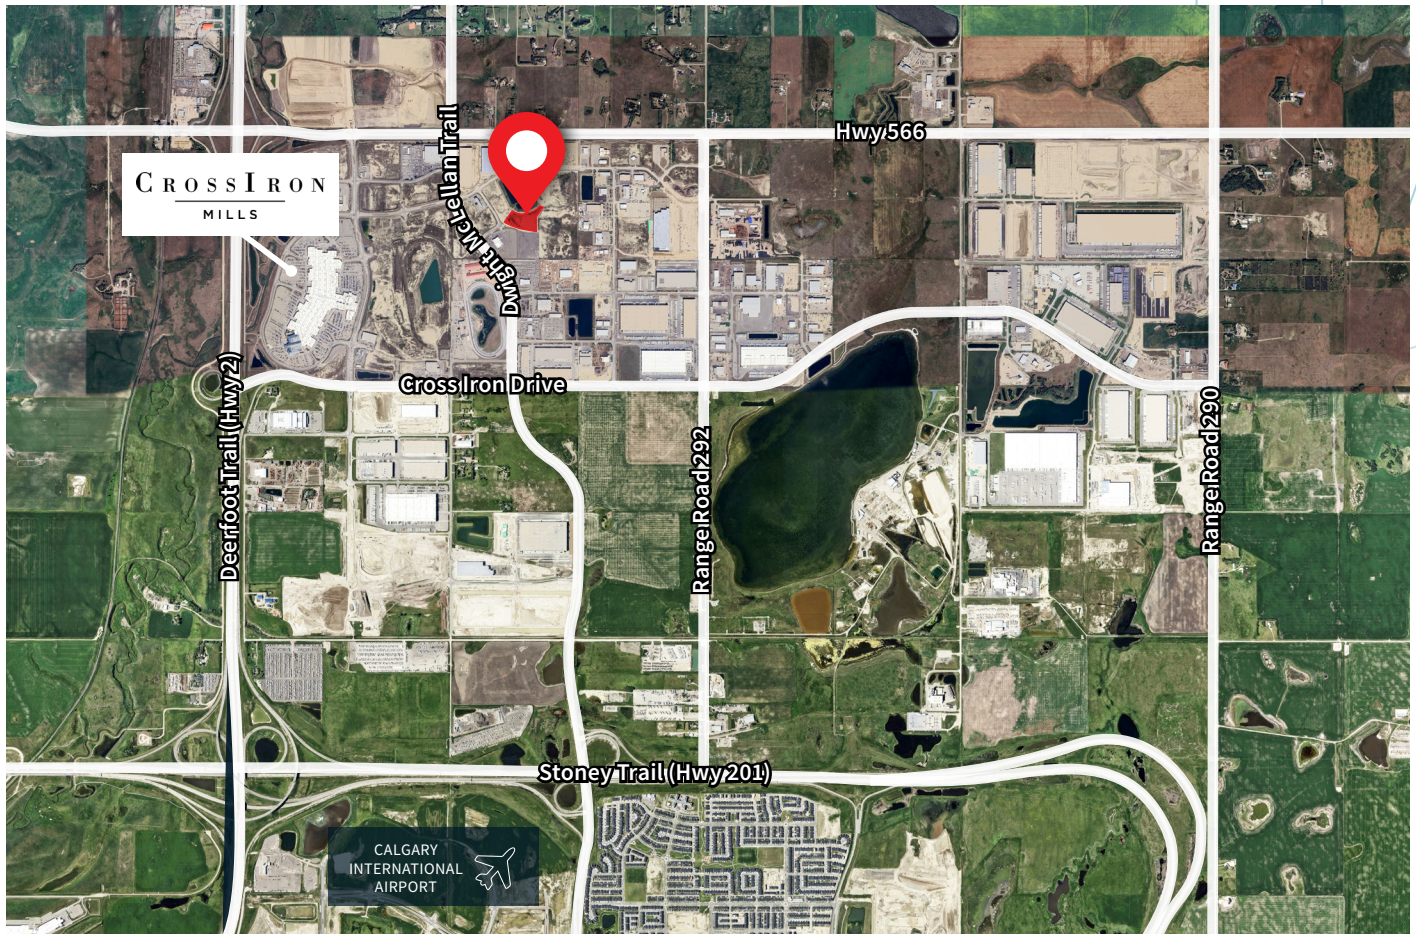 Hwy 566
Dwight McLellan Trail
CROSSIRON
MILLS
Cross Iron Drive
Deerfoot Trail (Hwy 2)
Range Road 292
Range Road 290
Stoney Trail (Hwy 201)
CALGARY
INTERNATIONAL
AIRPORT